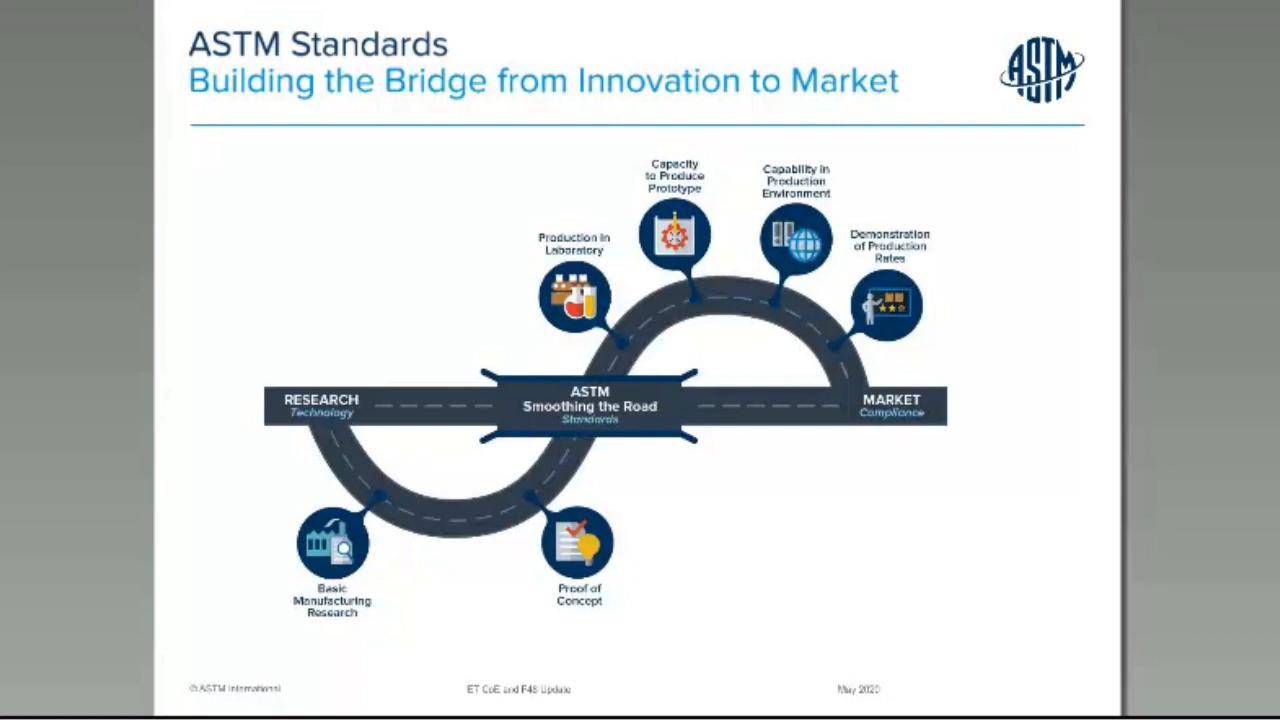 ASTM Standards
Building the Bridge from Innovation to Market
ASTM
Capacity
to Produce
Prototype
Capability in
Production
Environment
Production in
Laboratory
Demonstration
of Production
Rates
RESEARCH
Technology
ASTM
Smoothing the Road
Standards
MARKET
Compliance
Basic
Manufacturing
Research
Proof of
Concept
© ASTM International
ET CoE and F48 Update
May 2020